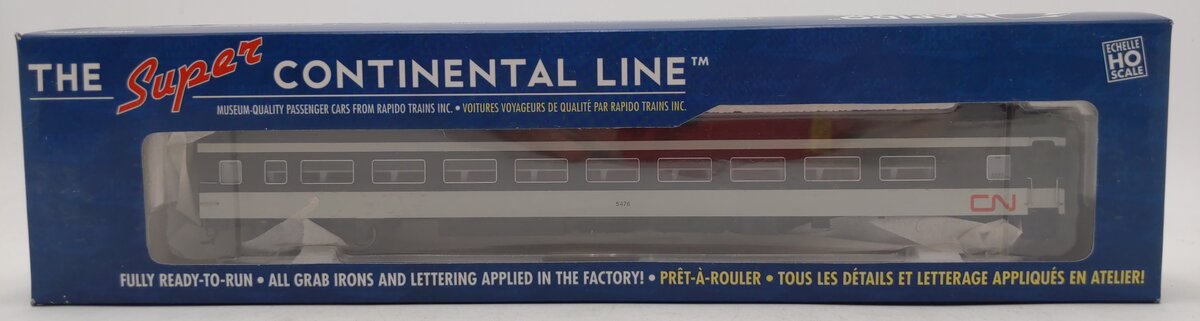 THE Super CONTINENTAL LINE™
MUSEUM-QUALITY PASSENGER CARS FROM RAPIDO TRAINS INC. • VOITURES VOYAGEURS DE QUALITÉ PAR RAPIDO TRAINS INC.
ECHELLE
HO
SCALE
5476
CN
FULLY READY-TO-RUN • ALL GRAB IRONS AND LETTERING APPLIED IN THE FACTORY! • PRÊT-À-ROULER • TOUS LES DÉTAILS ET LETTERAGE APPLIQUÉS EN ATELIER!